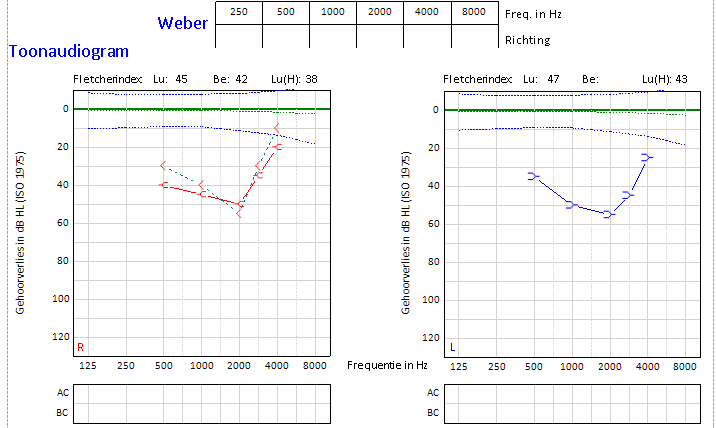 Weber 250 500 1000 2000 4000 8000 Freq. in Hz
Richting
Toonaudiogram
Fletcherindex Lu: 45 Be: 42 Lu(H): 38
Fletcherindex Lu: 47 Be: Lu(H): 43
Gehoorverlies in dB HL (ISO 1975)
0
20
40
60
80
100
120
R
125 250 500 1000 2000 4000 8000
Frequentie in Hz
Gehoorverlies in dB HL (ISO 1975)
0
20
40
60
80
100
120
L
125 250 500 1000 2000 4000 8000
AC
BC
AC
BC